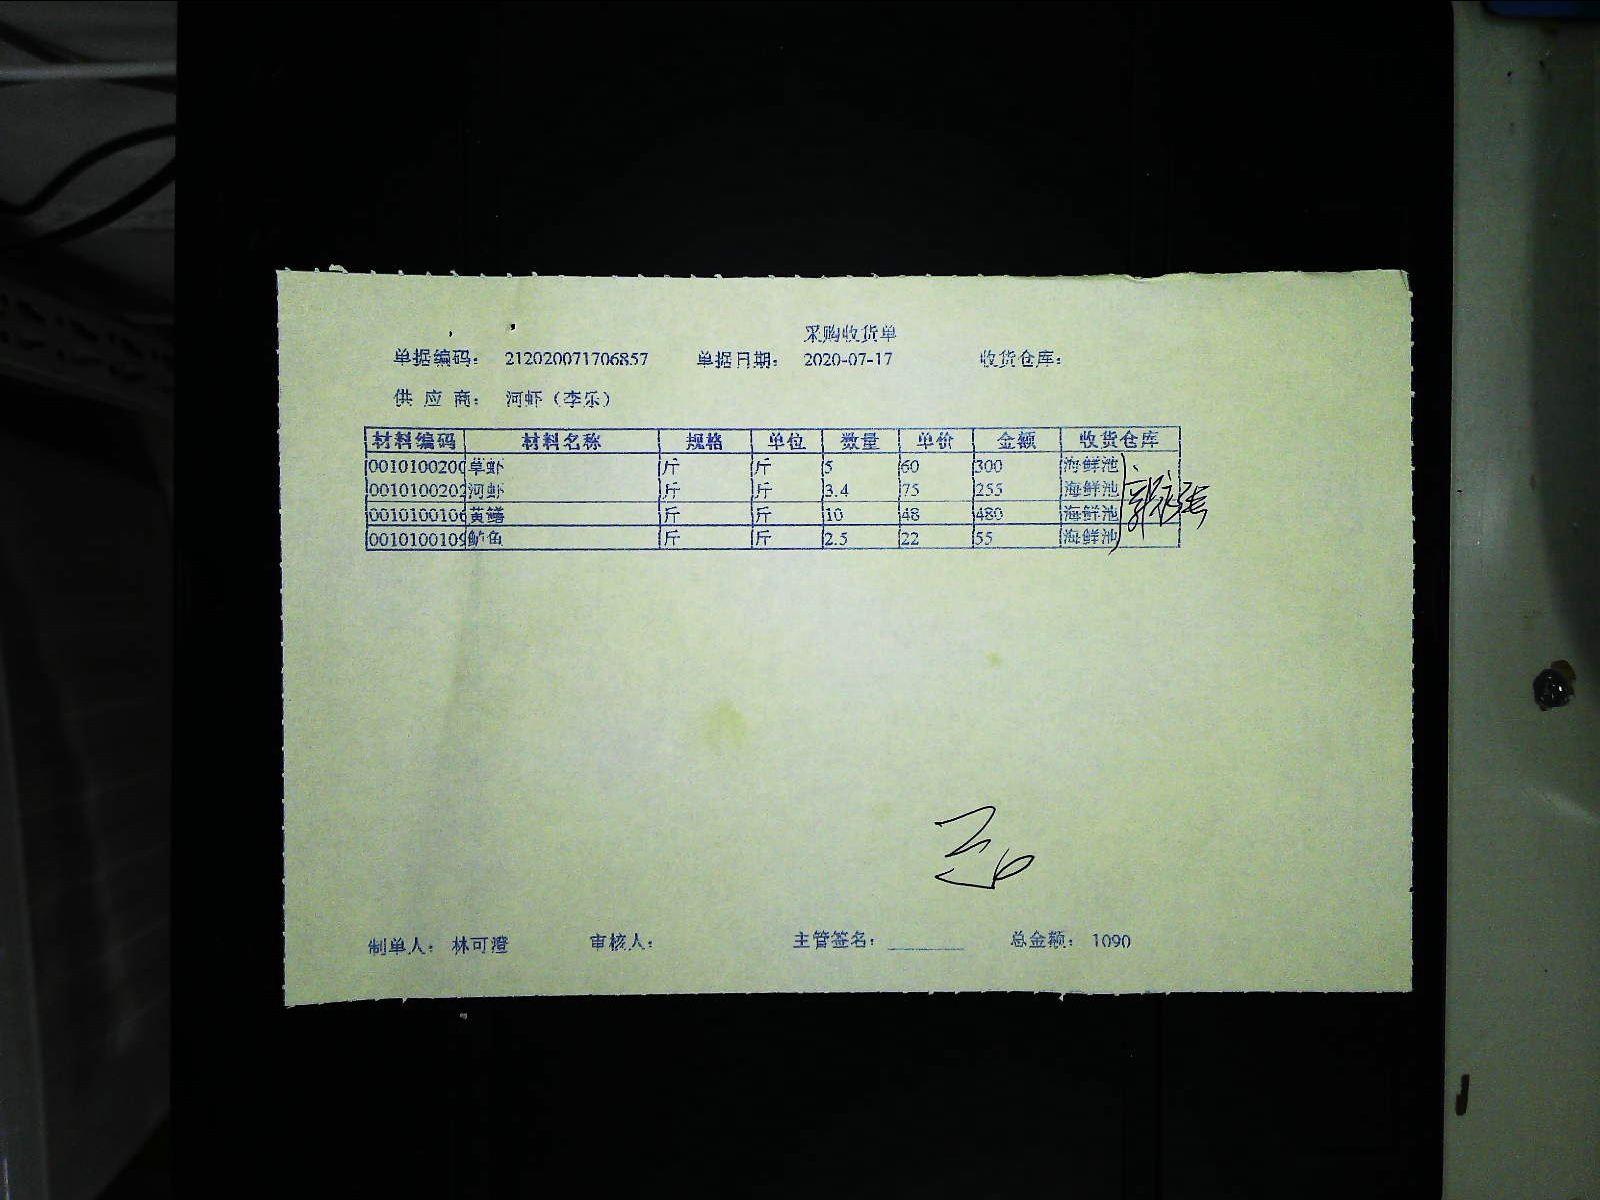 采购收货单
单据编码： 212020071706857 单据日期： 2020-07-17 收货仓库：
供 应 商： 河虾（李乐）
材料编码 材料名称 规格 单位 数量 单价 金额 收货仓库
0010100200 草虾 斤 斤 5 60 300 海鲜池
0010100202 河虾 斤 斤 3.4 75 255 海鲜池
0010100106 黄鳝 斤 斤 10 48 480 海鲜池
0010100109 鲈鱼 斤 斤 2.5 22 55 海鲜池
制单人： 林可澄 审核人： 主管签名： 总金额： 1090